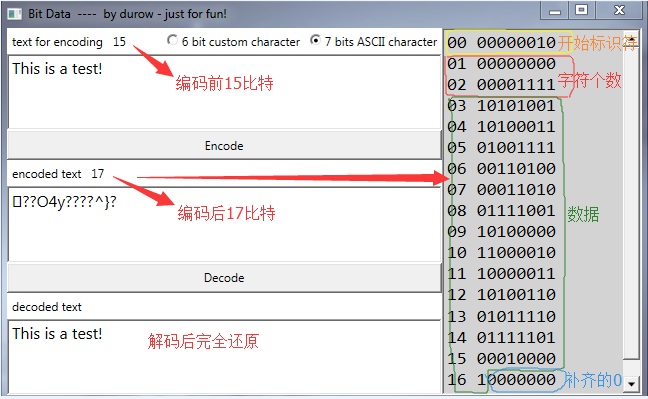 Bit Data ---- by durow - just for fun!
text for encoding 15 6 bit custom character 7 bits ASCII character
This is a test!
编码前15比特
Encode
encoded text 17
▯??O4y????^}?
编码后17比特
Decode
decoded text
This is a test!
解码后完全还原
00 00000010 开始标识符
01 00000000
02 00001111 字符个数
03 10101001
04 10100011
05 01001111
06 00110100
07 00011010
08 01111001 数据
09 10100000
10 11000010
11 10000011
12 10100110
13 01011110
14 01111101
15 00010000
16 10000000 补齐的0